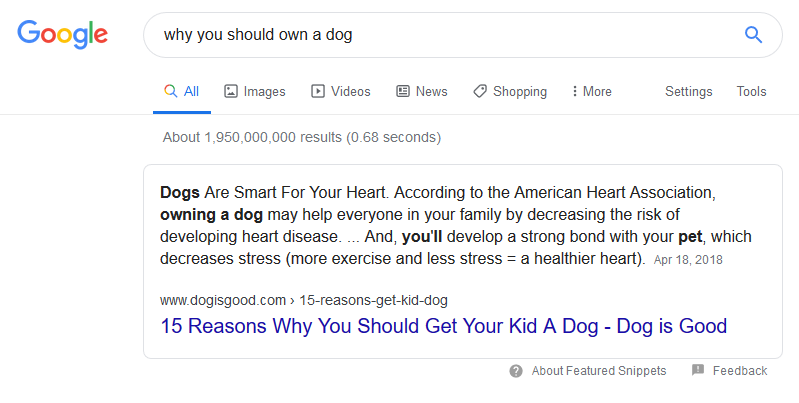 Google
why you should own a dog
All Images Videos News Shopping More Settings Tools
About 1,950,000,000 results (0.68 seconds)
Dogs Are Smart For Your Heart. According to the American Heart Association,
owning a dog may help everyone in your family by decreasing the risk of
developing heart disease. ... And, you'll develop a strong bond with your pet, which
decreases stress (more exercise and less stress = a healthier heart). Apr 18, 2018
www.dogisgood.com › 15-reasons-get-kid-dog
15 Reasons Why You Should Get Your Kid A Dog - Dog is Good
About Featured Snippets Feedback